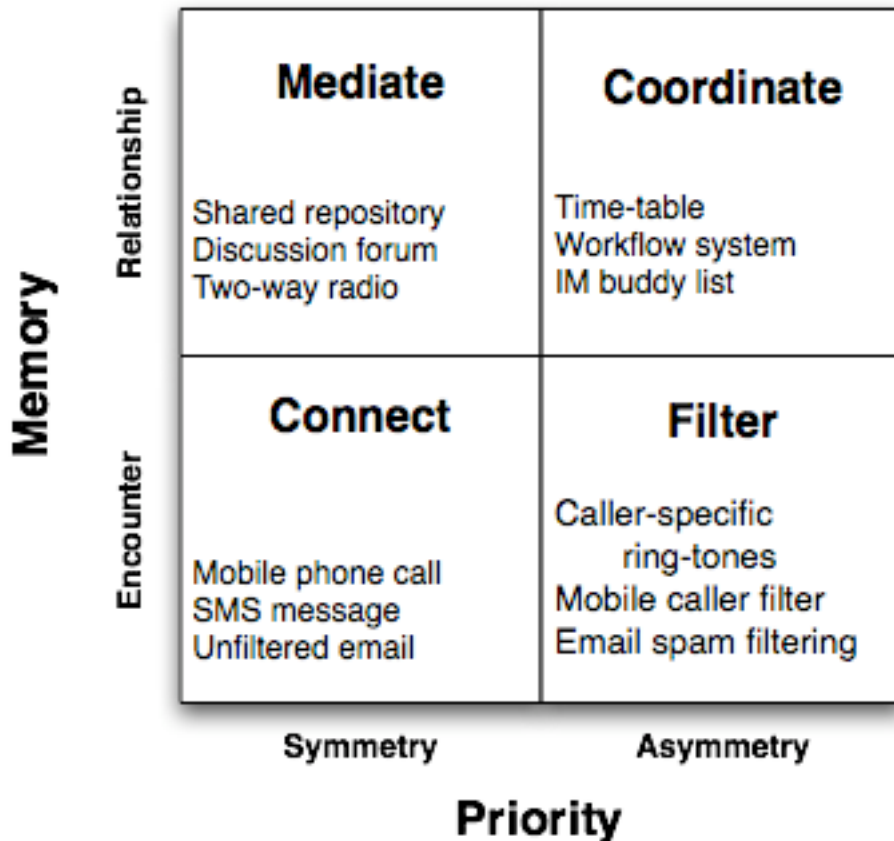 Mediate
Shared repository
Discussion forum
Two-way radio
Coordinate
Time-table
Workflow system
IM buddy list
Connect
Mobile phone call
SMS message
Unfiltered email
Filter
Caller-specific
ring-tones
Mobile caller filter
Email spam filtering
Memory
Relationship
Encounter
Symmetry
Asymmetry
Priority